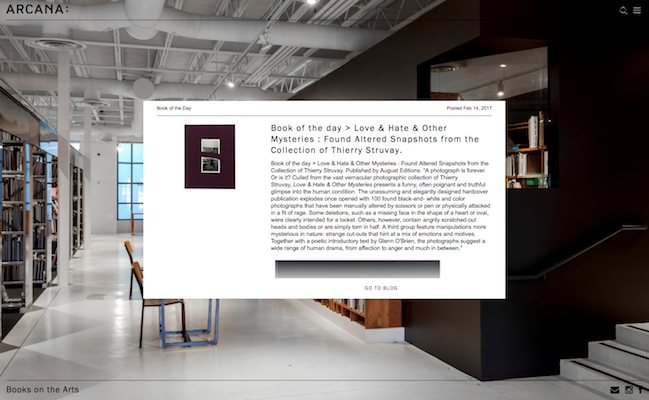 ARCANA:
Book of the Day
Posted Feb 14, 2017
Book of the day > Love & Hate & Other
Mysteries : Found Altered Snapshots from the
Collection of Thierry Struvay.
Book of the day > Love & Hate & Other Mysteries : Found Altered Snapshots from the
Collection of Thierry Struvay. Published by August Editions. "A photograph is forever.
Or is it? Culled from the vast vernacular photographic collection of Thierry
Struvay, Love & Hate & Other Mysteries presents a funny, often poignant and truthful
glimpse into the human condition. The unassuming and elegantly designed hardcover
publication explodes once opened with 100 found black-and- white and color
photographs that have been manually altered by scissors or pen or physically attacked
in a fit of rage. Some deletions, such as a missing face in the shape of a heart or oval,
were clearly intended for a locket. Others, however, contain angry scratched-out
heads and bodies or are simply torn in half. A third group feature manipulations more
mysterious in nature: strange cut-outs that hint at a mix of emotions and motives.
Together with a poetic introductory text by Glenn O'Brien, the photographs suggest a
wide range of human drama, from affection to anger and much in between."
GO TO BLOG
Books on the Arts